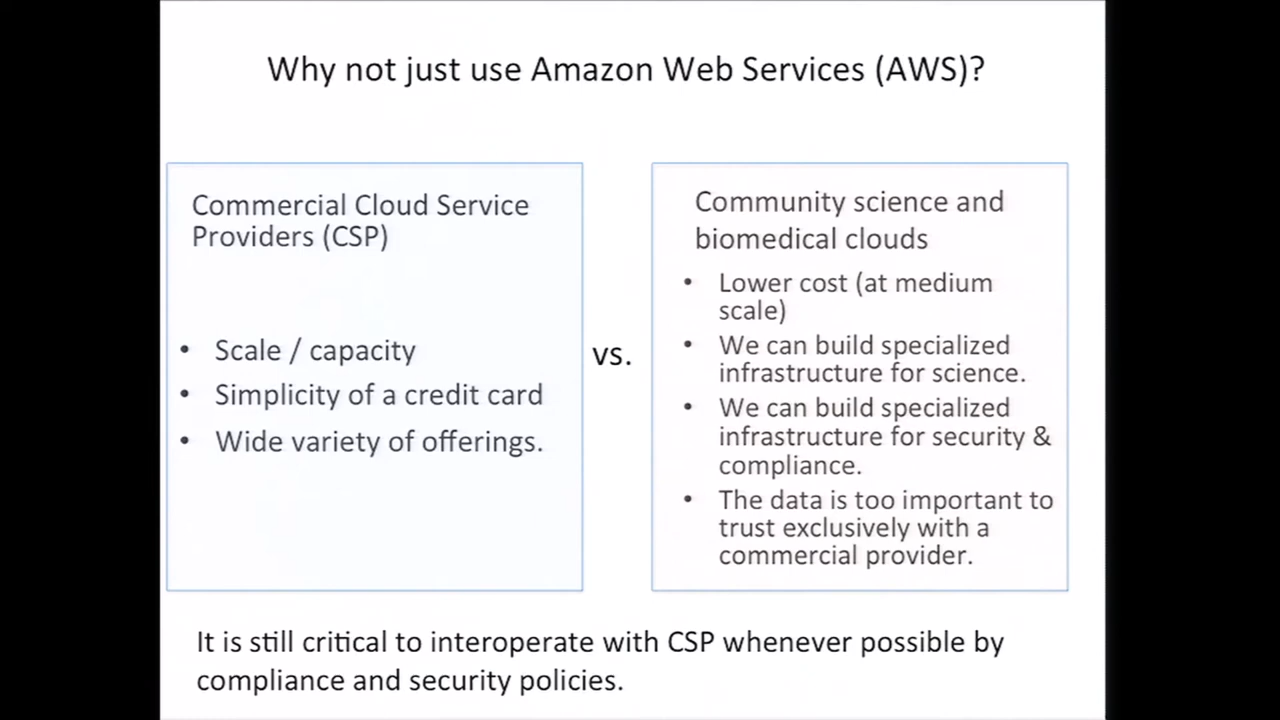 Why not just use Amazon Web Services (AWS)?
Commercial Cloud Service
Providers (CSP)
• Scale / capacity
• Simplicity of a credit card
• Wide variety of offerings.
vs.
Community science and
biomedical clouds
• Lower cost (at medium
scale)
• We can build specialized
infrastructure for science.
• We can build specialized
infrastructure for security &
compliance.
• The data is too important to
trust exclusively with a
commercial provider.
It is still critical to interoperate with CSP whenever possible by
compliance and security policies.